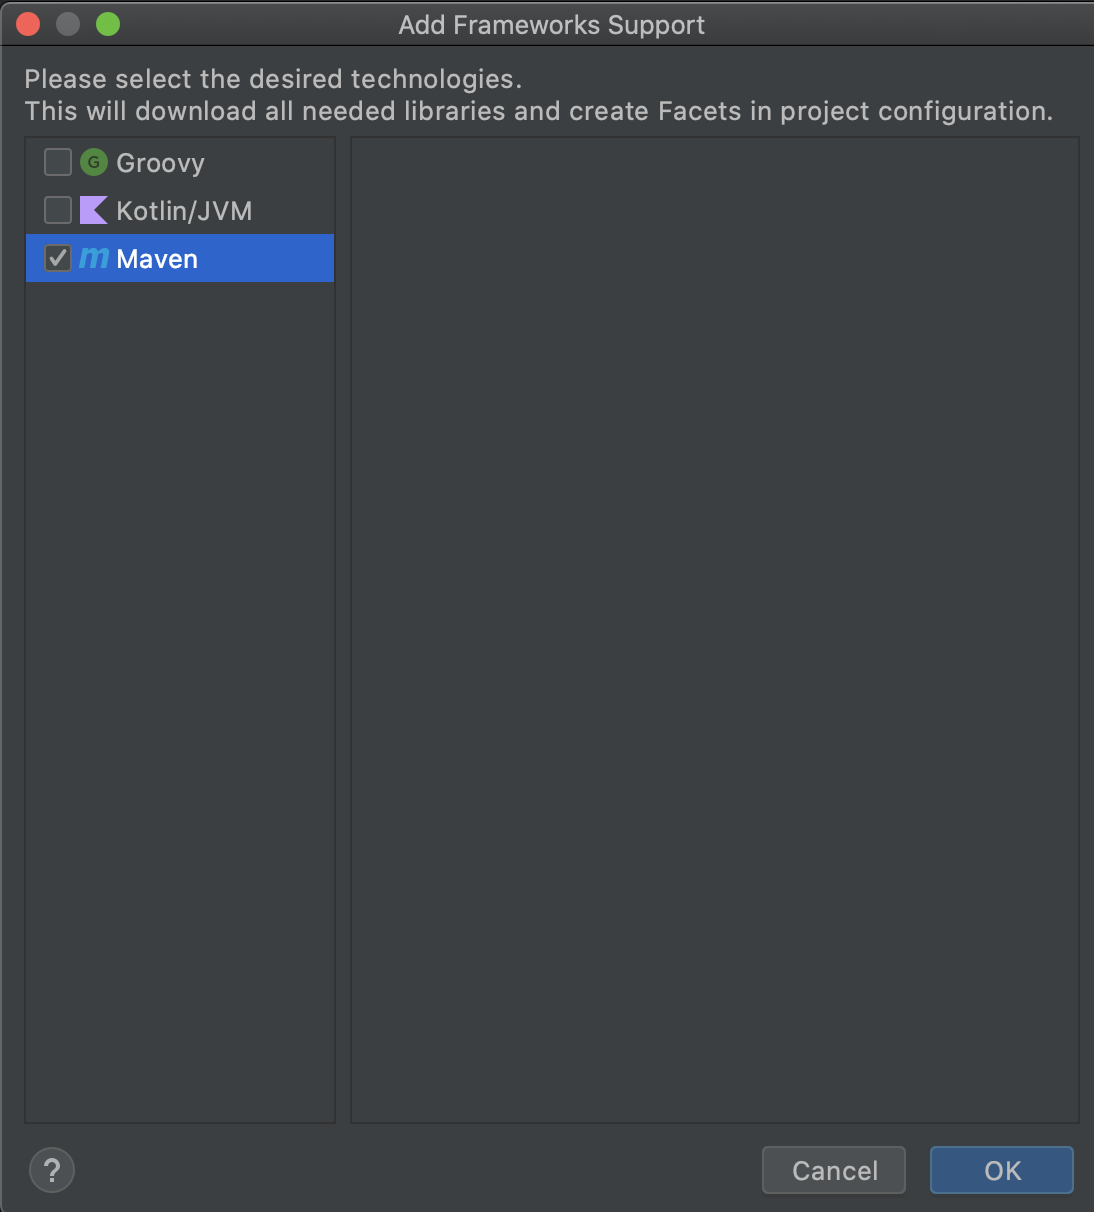 Add Frameworks Support
Please select the desired technologies.
This will download all needed libraries and create Facets in project configuration.
G Groovy
Kotlin/JVM
m Maven
?
Cancel
OK